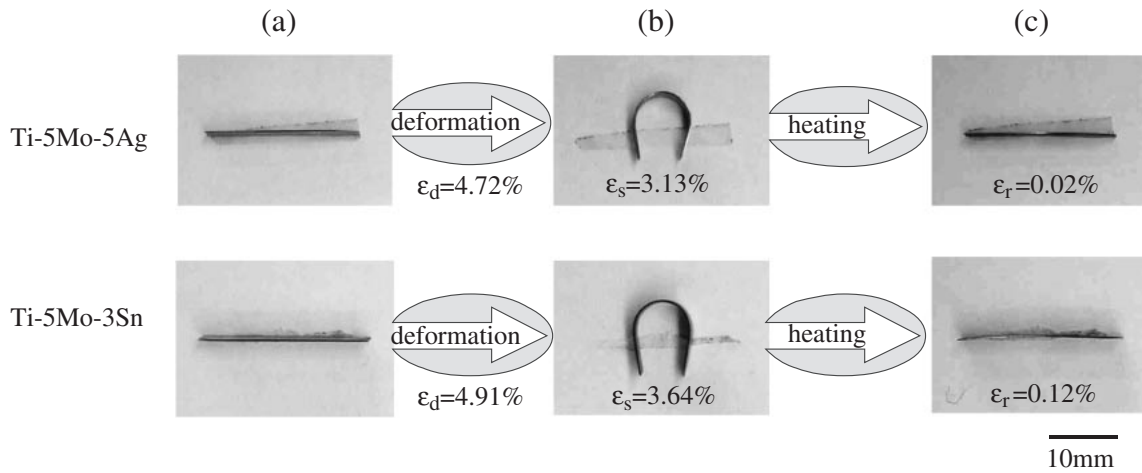 (a) (b) (c)
Ti-5Mo-5Ag
deformation
heating
εd=4.72%
εs=3.13%
εr=0.02%
Ti-5Mo-3Sn
deformation
heating
εd=4.91%
εs=3.64%
εr=0.12%
10mm